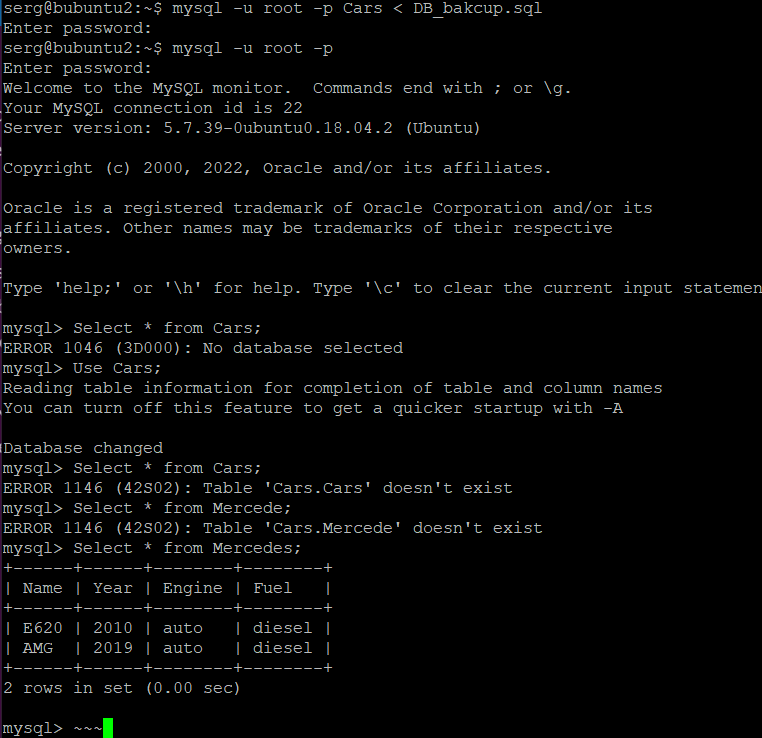 serg@bubuntu2:~$ mysql -u root -p Cars < DB_bakcup.sql
Enter password:
serg@bubuntu2:~$ mysql -u root -p
Enter password:
Welcome to the MySQL monitor.  Commands end with ; or \g.
Your MySQL connection id is 22
Server version: 5.7.39-0ubuntu0.18.04.2 (Ubuntu)

Copyright (c) 2000, 2022, Oracle and/or its affiliates.

Oracle is a registered trademark of Oracle Corporation and/or its
affiliates. Other names may be trademarks of their respective
owners.

Type 'help;' or '\h' for help. Type '\c' to clear the current input statemen

mysql> Select * from Cars;
ERROR 1046 (3D000): No database selected
mysql> Use Cars;
Reading table information for completion of table and column names
You can turn off this feature to get a quicker startup with -A

Database changed
mysql> Select * from Cars;
ERROR 1146 (42S02): Table 'Cars.Cars' doesn't exist
mysql> Select * from Mercede;
ERROR 1146 (42S02): Table 'Cars.Mercede' doesn't exist
mysql> Select * from Mercedes;
+------+------+--------+--------+
| Name | Year | Engine | Fuel   |
+------+------+--------+--------+
| E620 | 2010 | auto   | diesel |
| AMG  | 2019 | auto   | diesel |
+------+------+--------+--------+
2 rows in set (0.00 sec)

mysql> ~~~